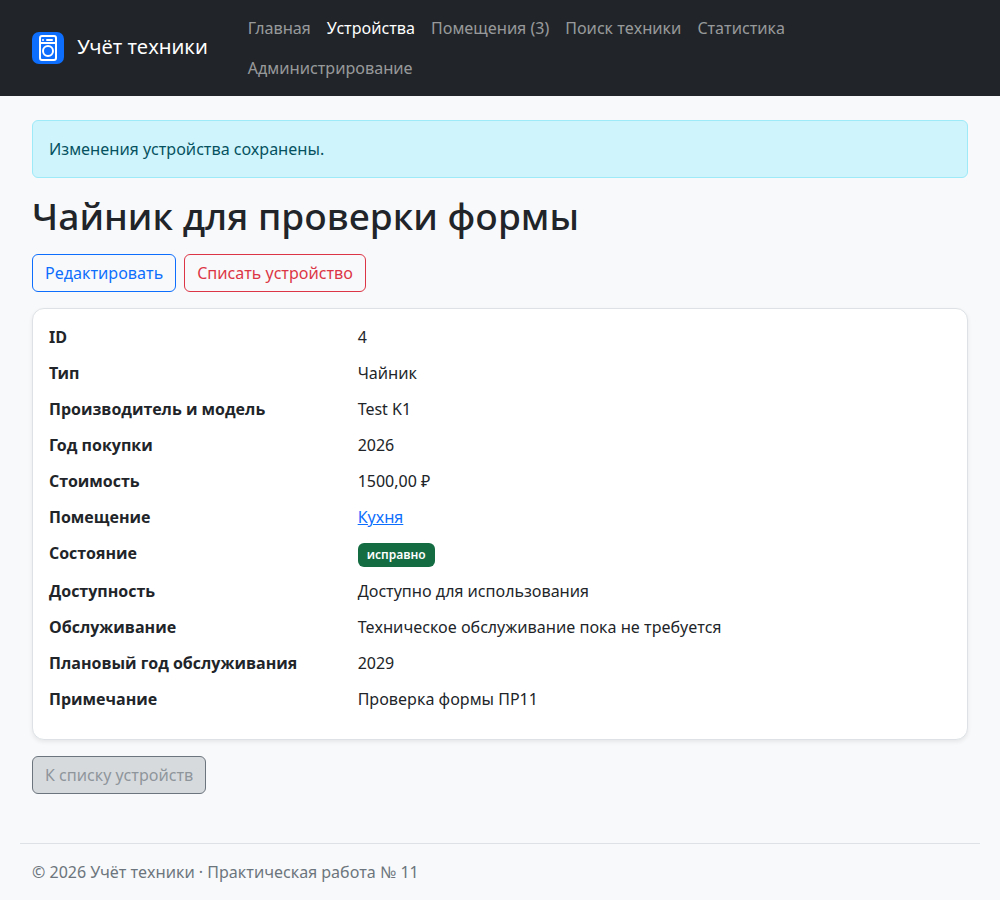 Учёт техники
Главная Устройства Помещения (3) Поиск техники Статистика
Администрирование
Изменения устройства сохранены.
Чайник для проверки формы
Редактировать Списать устройство
ID 4
Тип Чайник
Производитель и модель Test K1
Год покупки 2026
Стоимость 1500,00 ₽
Помещение Кухня
Состояние исправно
Доступность Доступно для использования
Обслуживание Техническое обслуживание пока не требуется
Плановый год обслуживания 2029
Примечание Проверка формы ПР11
К списку устройств
© 2026 Учёт техники · Практическая работа № 11